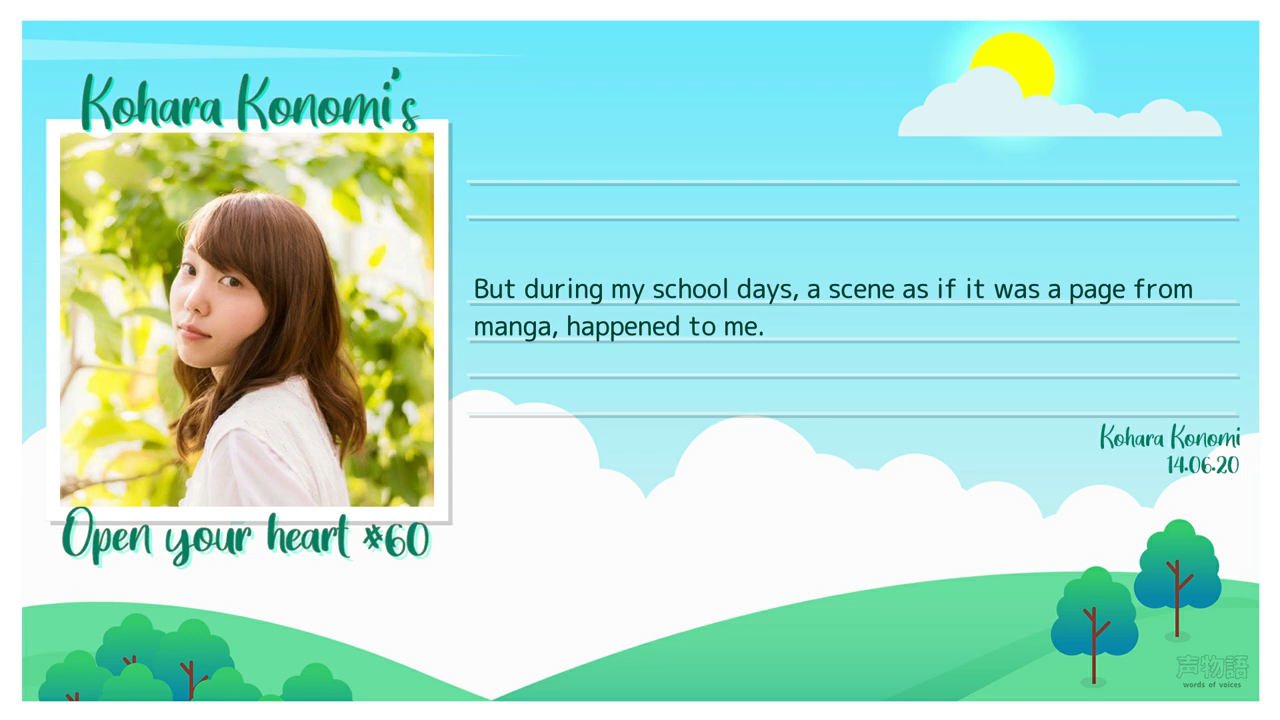 Kohara Konomi's
Open your heart #60
But during my school days, a scene as if it was a page from
manga, happened to me.
Kohara Konomi
14.06.20
声物語
words of voices